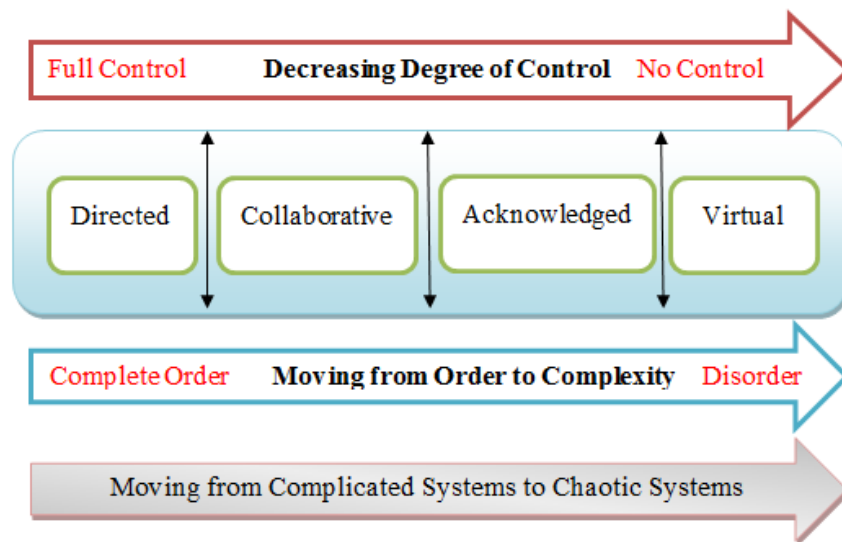 Full Control Decreasing Degree of Control No Control
Directed Collaborative Acknowledged Virtual
Complete Order Moving from Order to Complexity Disorder
Moving from Complicated Systems to Chaotic Systems